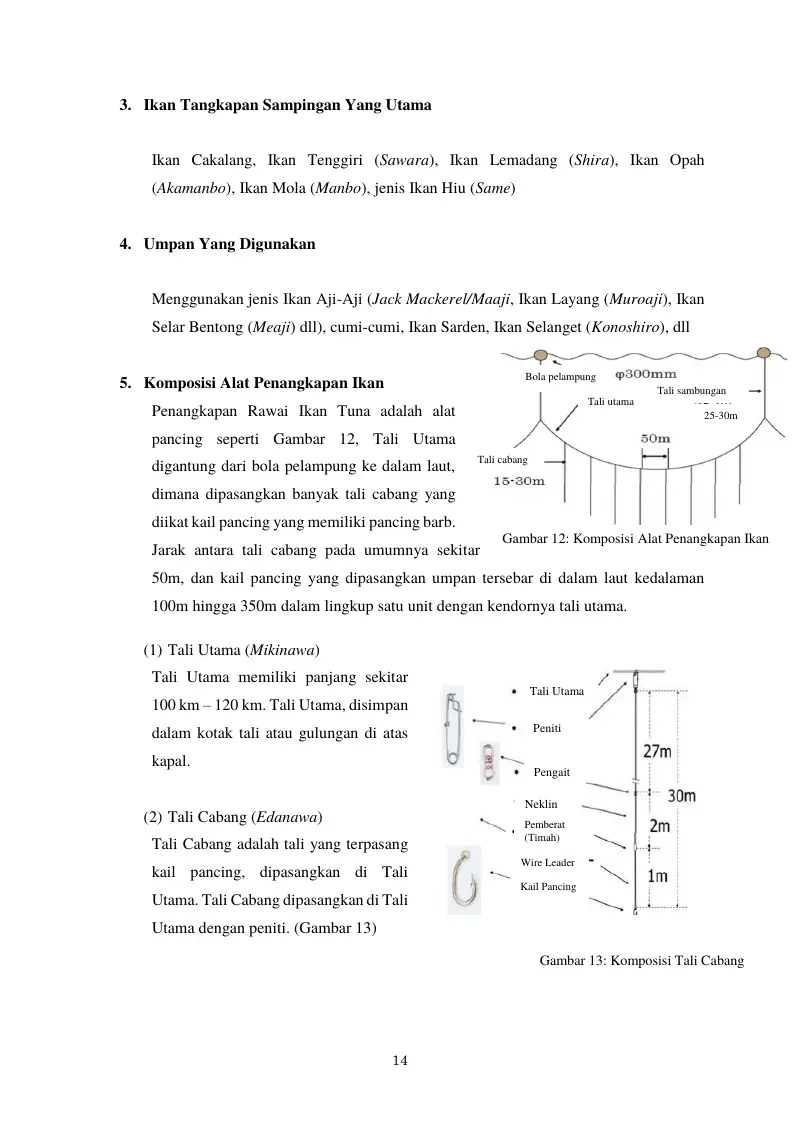 3. Ikan Tangkapan Sampingan Yang Utama
Ikan Cakalang, Ikan Tenggiri (Sawara), Ikan Lemadang (Shira), Ikan Opah
(Akamanbo), Ikan Mola (Manbo), jenis Ikan Hiu (Same)
4. Umpan Yang Digunakan
Menggunakan jenis Ikan Aji-Aji (Jack Mackerel/Maaji, Ikan Layang (Muroaji), Ikan
Selar Bentong (Meaji) dll), cumi-cumi, Ikan Sarden, Ikan Selanget (Konoshiro), dll
5. Komposisi Alat Penangkapan Ikan
Penangkapan Rawai Ikan Tuna adalah alat
pancing seperti Gambar 12, Tali Utama
digantung dari bola pelampung ke dalam laut,
dimana dipasangkan banyak tali cabang yang
diikat kail pancing yang memiliki pancing barb.
Jarak antara tali cabang pada umumnya sekitar
50m, dan kail pancing yang dipasangkan umpan tersebar di dalam laut kedalaman
100m hingga 350m dalam lingkup satu unit dengan kendornya tali utama.
Bola pelampung
φ300mm
Tali sambungan
Tali utama
25-30m
50m
Tali cabang
15-30m
Gambar 12: Komposisi Alat Penangkapan Ikan
(1) Tali Utama (Mikinawa)
Tali Utama memiliki panjang sekitar
100 km – 120 km. Tali Utama, disimpan
dalam kotak tali atau gulungan di atas
kapal.
(2) Tali Cabang (Edanawa)
Tali Cabang adalah tali yang terpasang
kail pancing, dipasangkan di Tali
Utama. Tali Cabang dipasangkan di Tali
Utama dengan peniti. (Gambar 13)
Tali Utama
Peniti
Pengait
Neklin
Pemberat
(Timah)
Wire Leader
Kail Pancing
27m
30m
2m
1m
Gambar 13: Komposisi Tali Cabang
14